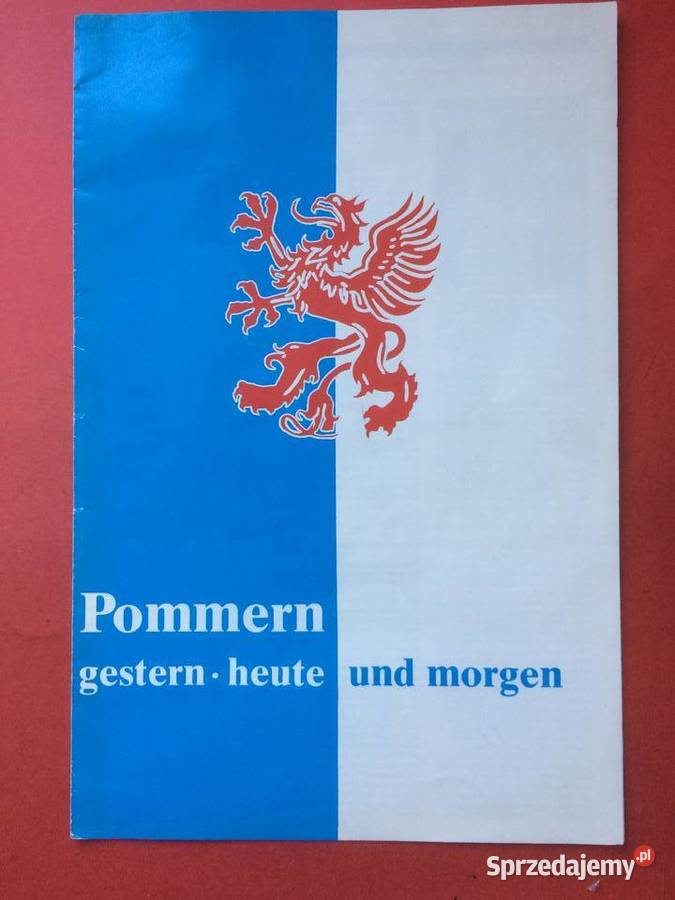 Pommern
gestern · heute und morgen
Sprzedajemy.pl